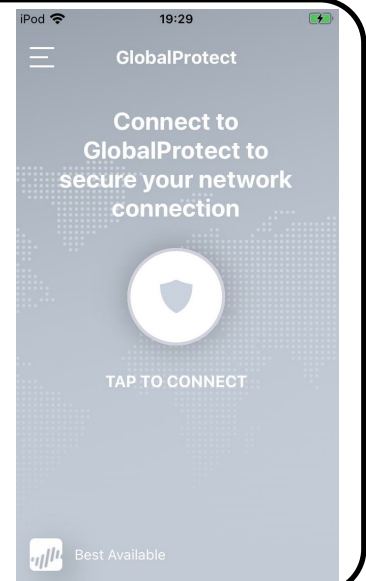 iPod 19:29
GlobalProtect
Connect to
GlobalProtect to
secure your network
connection
TAP TO CONNECT
Best Available